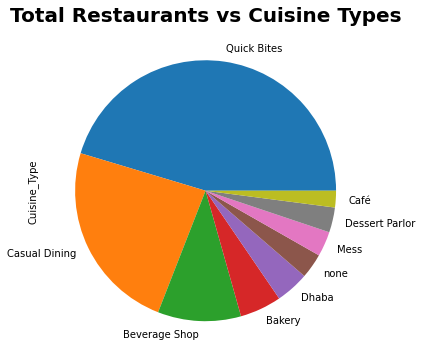 Total Restaurants vs Cuisine Types
Quick Bites
Cuisine_Type
Café
Dessert Parlor
Casual Dining
Mess
none
Dhaba
Bakery
Beverage Shop